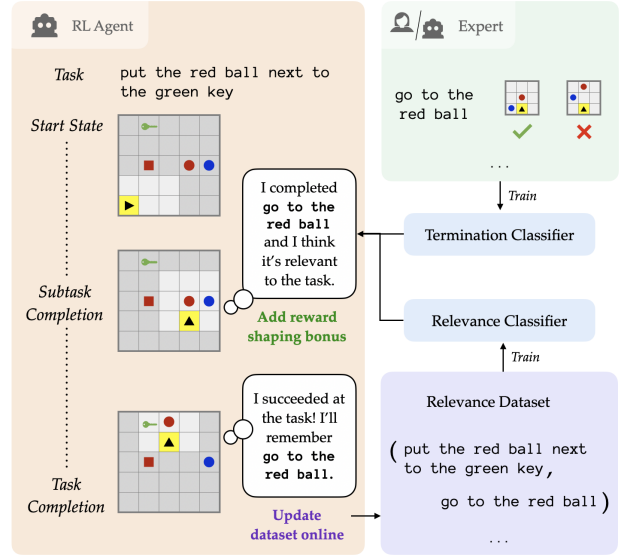 RL Agent
Task
put the red ball next to
the green key
Start State
Subtask
Completion
Task
Completion
I completed
go to the
red ball
and I think
it's relevant
to the task.
Add reward
shaping bonus
I succeeded at
the task! I'll
remember
go to the
red ball.
Update
dataset online
Expert
go to the
red ball
...
Train
Termination Classifier
Relevance Classifier
Train
Relevance Dataset
( put the red ball next
to the green key,
go to the red ball )
...